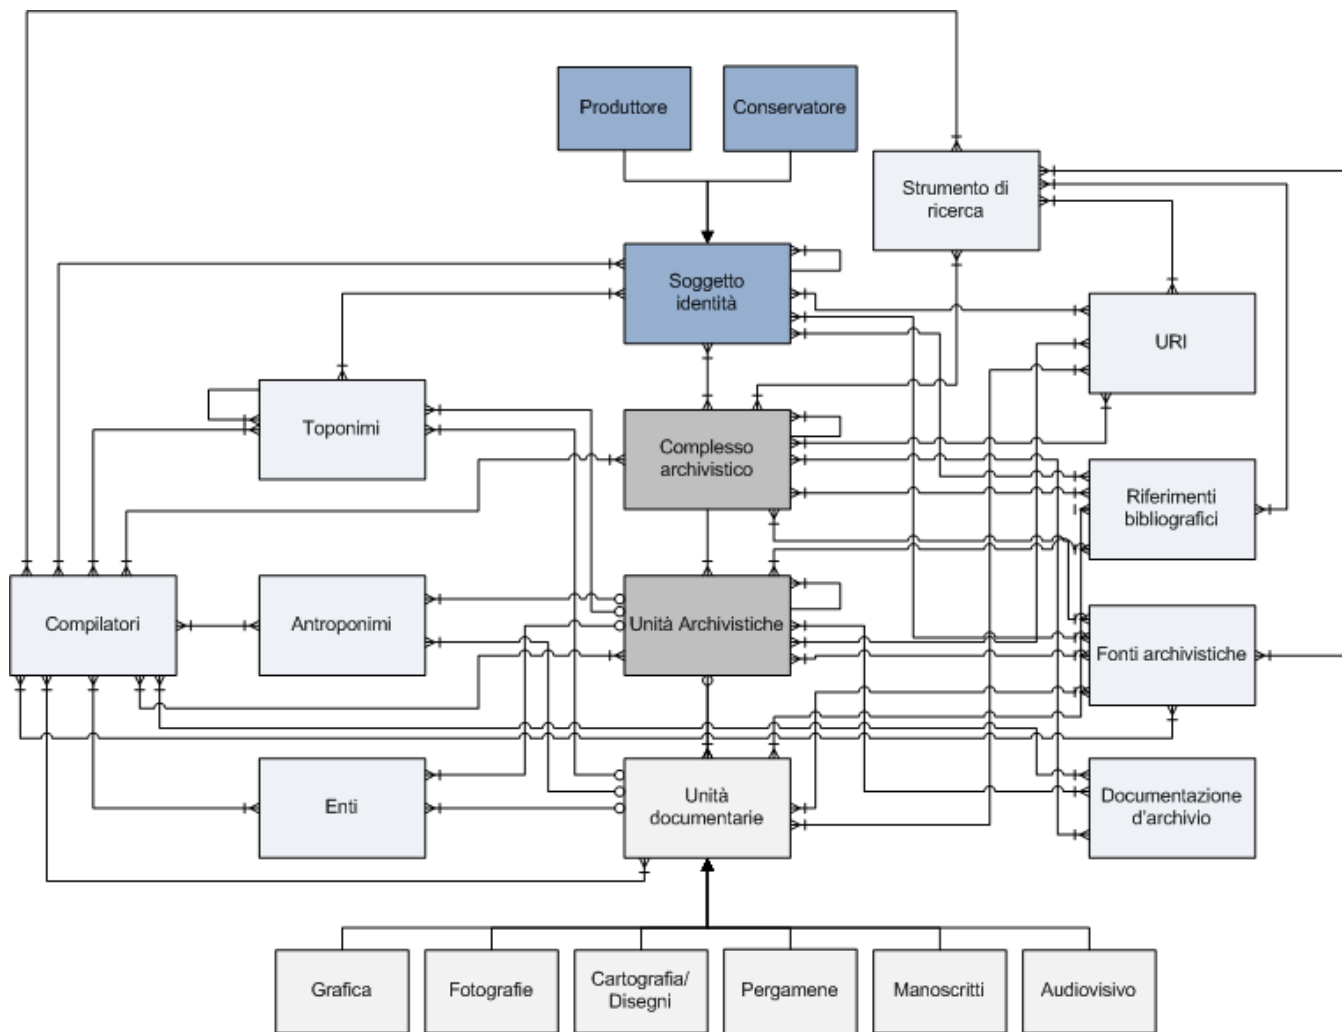 Produttore
Conservatore
Strumento di
ricerca
Soggetto
identità
URI
Toponimi
Complesso
archivistico
Riferimenti
bibliografici
Compilatori
Antroponimi
Unità Archivistiche
Fonti archivistiche
Enti
Unità
documentarie
Documentazione
d'archivio
Grafica
Fotografie
Cartografia/
Disegni
Pergamene
Manoscritti
Audiovisivo